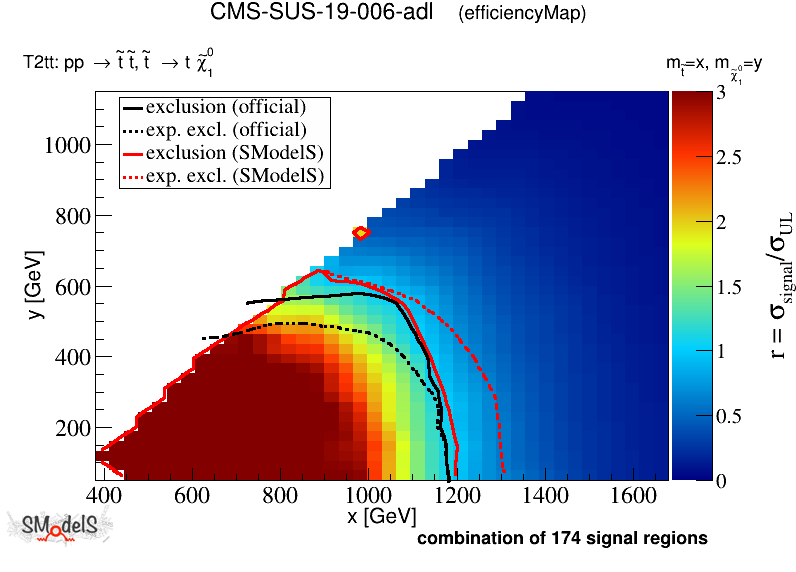 CMS-SUS-19-006-adl (efficiencyMap)
T2tt: pp → t̃ t̃, t̃ → t χ̃₁⁰
m_t̃=x, m_χ̃₁⁰=y
exclusion (official)
exp. excl. (official)
exclusion (SModelS)
exp. excl. (SModelS)
1000
800
600
400
200
y [GeV]
400 600 800 1000 1200 1400 1600
x [GeV]
3
2.5
2
1.5
1
0.5
0
r = σ_signal/σ_UL
SModelS
combination of 174 signal regions